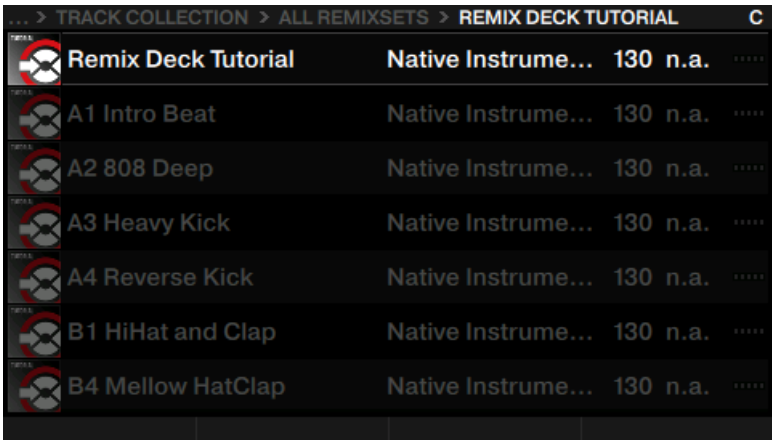 ... > TRACK COLLECTION > ALL REMIXSETS > REMIX DECK TUTORIAL C
Remix Deck Tutorial Native Instrume... 130 n.a.
A1 Intro Beat Native Instrume... 130 n.a.
A2 808 Deep Native Instrume... 130 n.a.
A3 Heavy Kick Native Instrume... 130 n.a.
A4 Reverse Kick Native Instrume... 130 n.a.
B1 HiHat and Clap Native Instrume... 130 n.a.
B4 Mellow HatClap Native Instrume... 130 n.a.